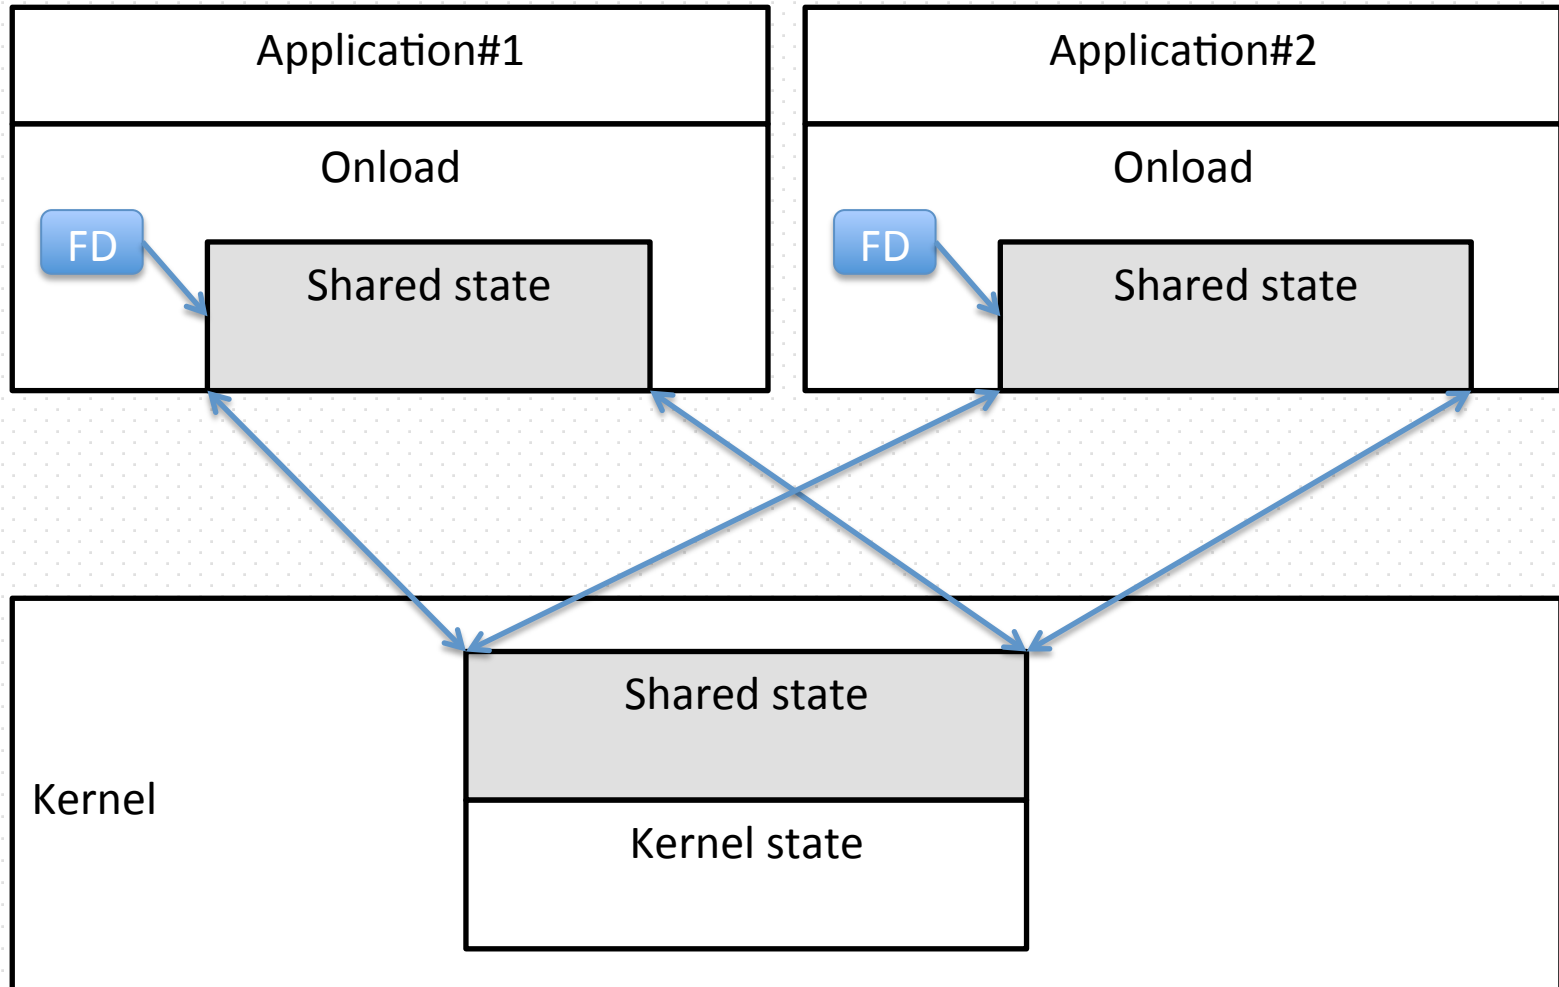 Application#1
Application#2
Onload
Onload
FD
Shared state
FD
Shared state
Shared state
Kernel
Kernel state